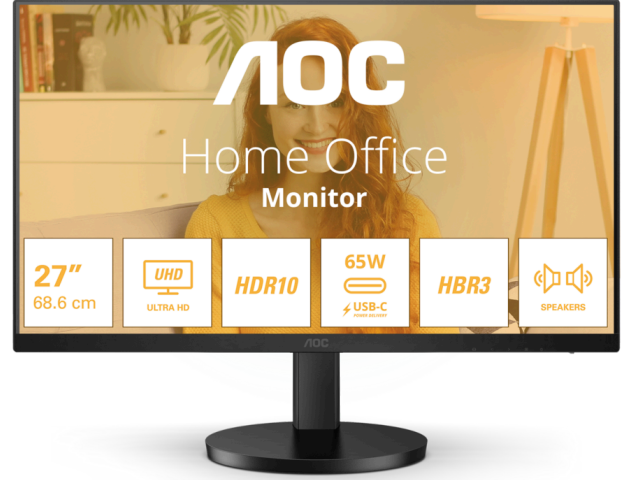 AOC
Home Office
Monitor
27”
68.6 cm
UHD
ULTRA HD
HDR10
65W
USB-C
POWER DELIVERY
HBR3
SPEAKERS
AOC